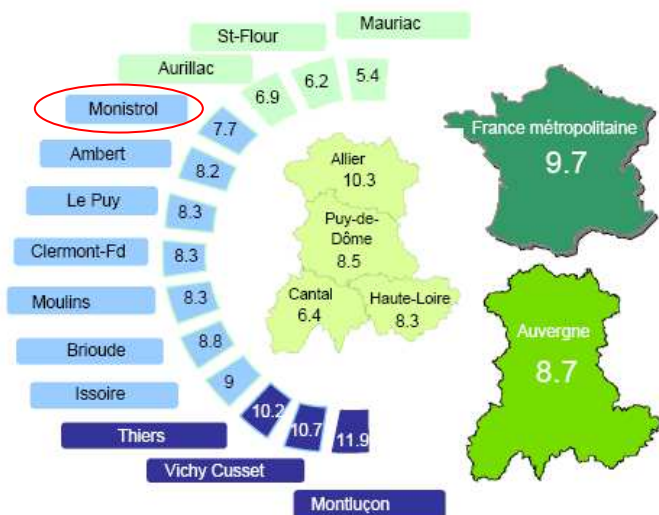 Mauriac
5.4
St-Flour
6.2
Aurillac
6.9
Monistrol
7.7
Ambert
8.2
Le Puy
8.3
Clermont-Fd
8.3
Moulins
8.3
Brioude
8.8
Issoire
9
Thiers
10.2
Vichy Cusset
10.7
Montluçon
11.9
Allier
10.3
Puy-de-
Dôme
8.5
Cantal
6.4
Haute-Loire
8.3
France métropolitaine
9.7
Auvergne
8.7